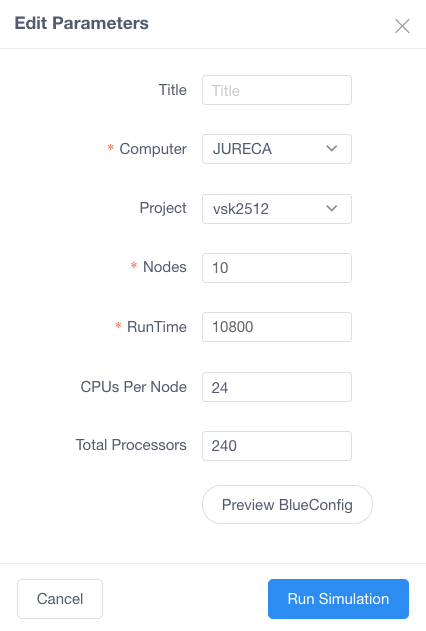 Edit Parameters
Title Title
* Computer JURECA
Project vsk2512
* Nodes 10
* RunTime 10800
CPUs Per Node 24
Total Processors 240
Preview BlueConfig
Cancel Run Simulation